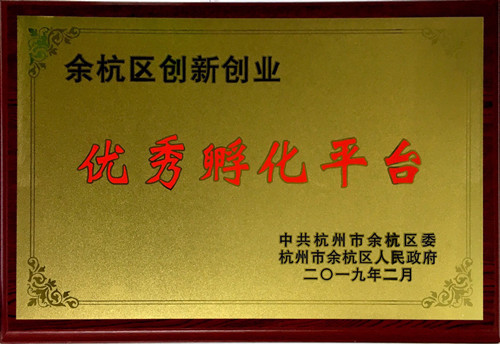 余杭区创新创业
优秀孵化平台
中共杭州市余杭区委
杭州市余杭区人民政府
二〇一九年二月